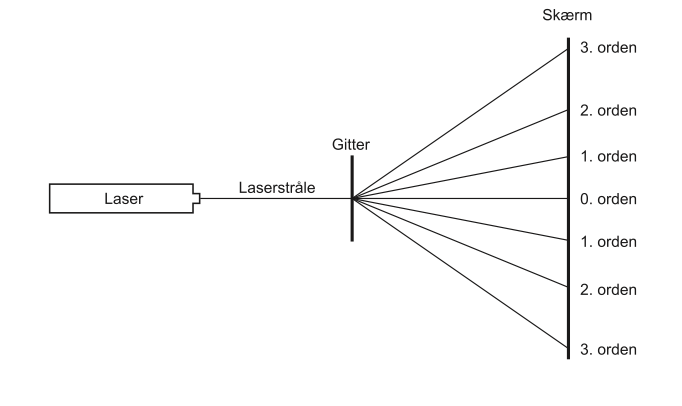 Skærm
3. orden
2. orden
Gitter
1. orden
Laserstråle
Laser
0. orden
1. orden
2. orden
3. orden